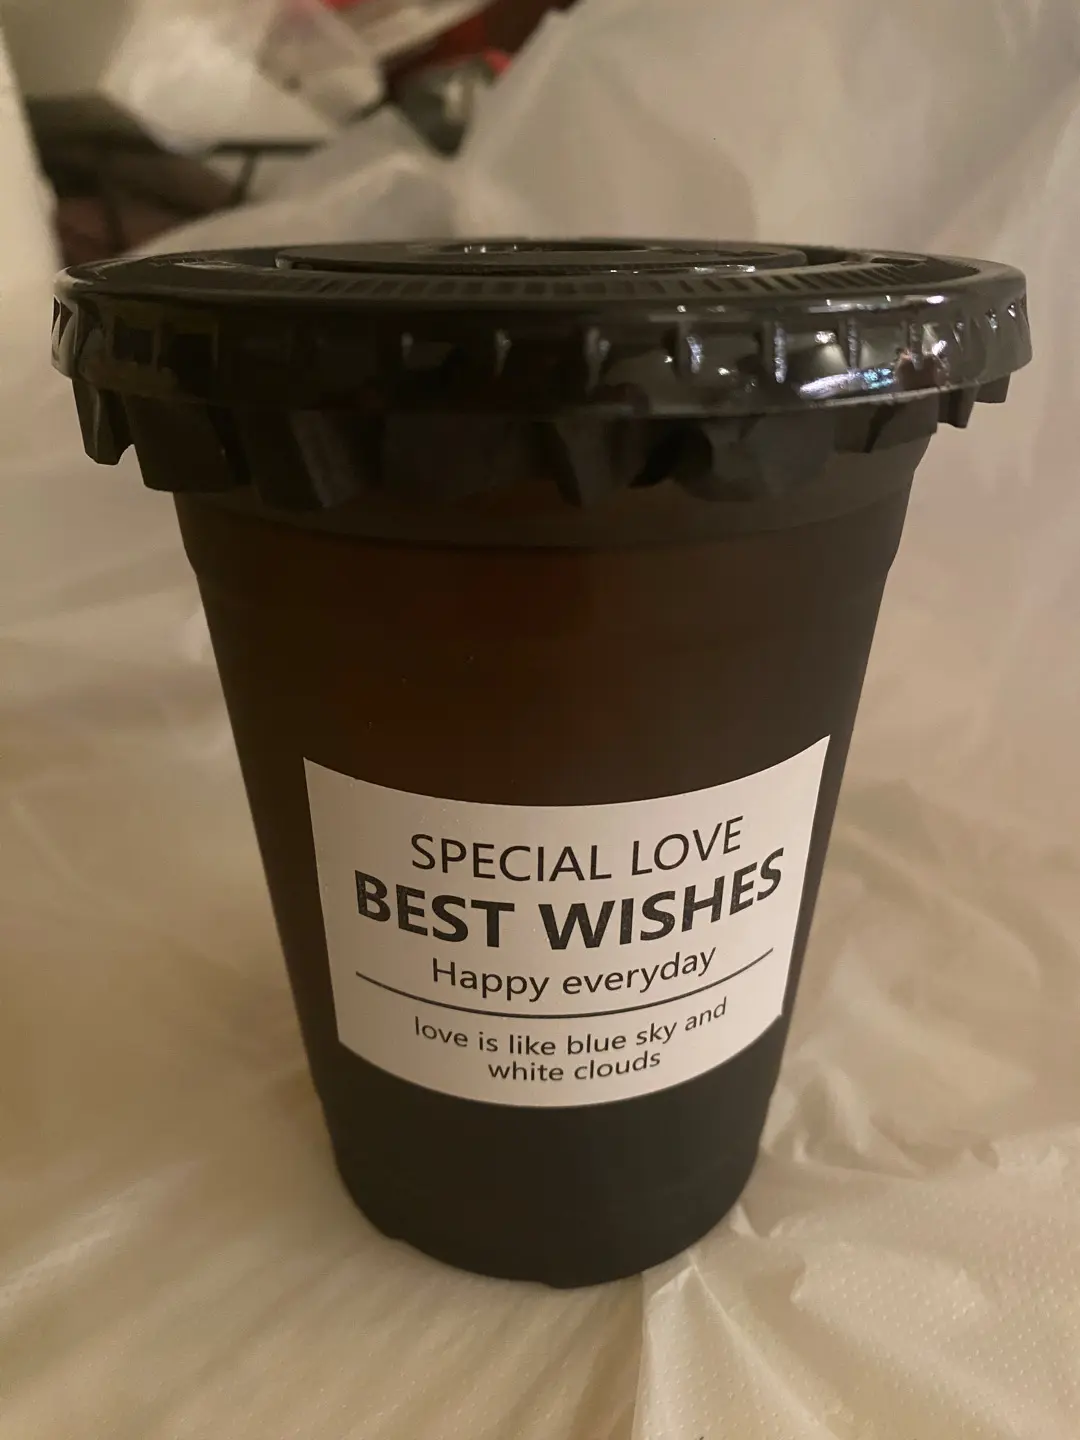 SPECIAL LOVE
BEST WISHES
Happy everyday
love is like blue sky and
white clouds